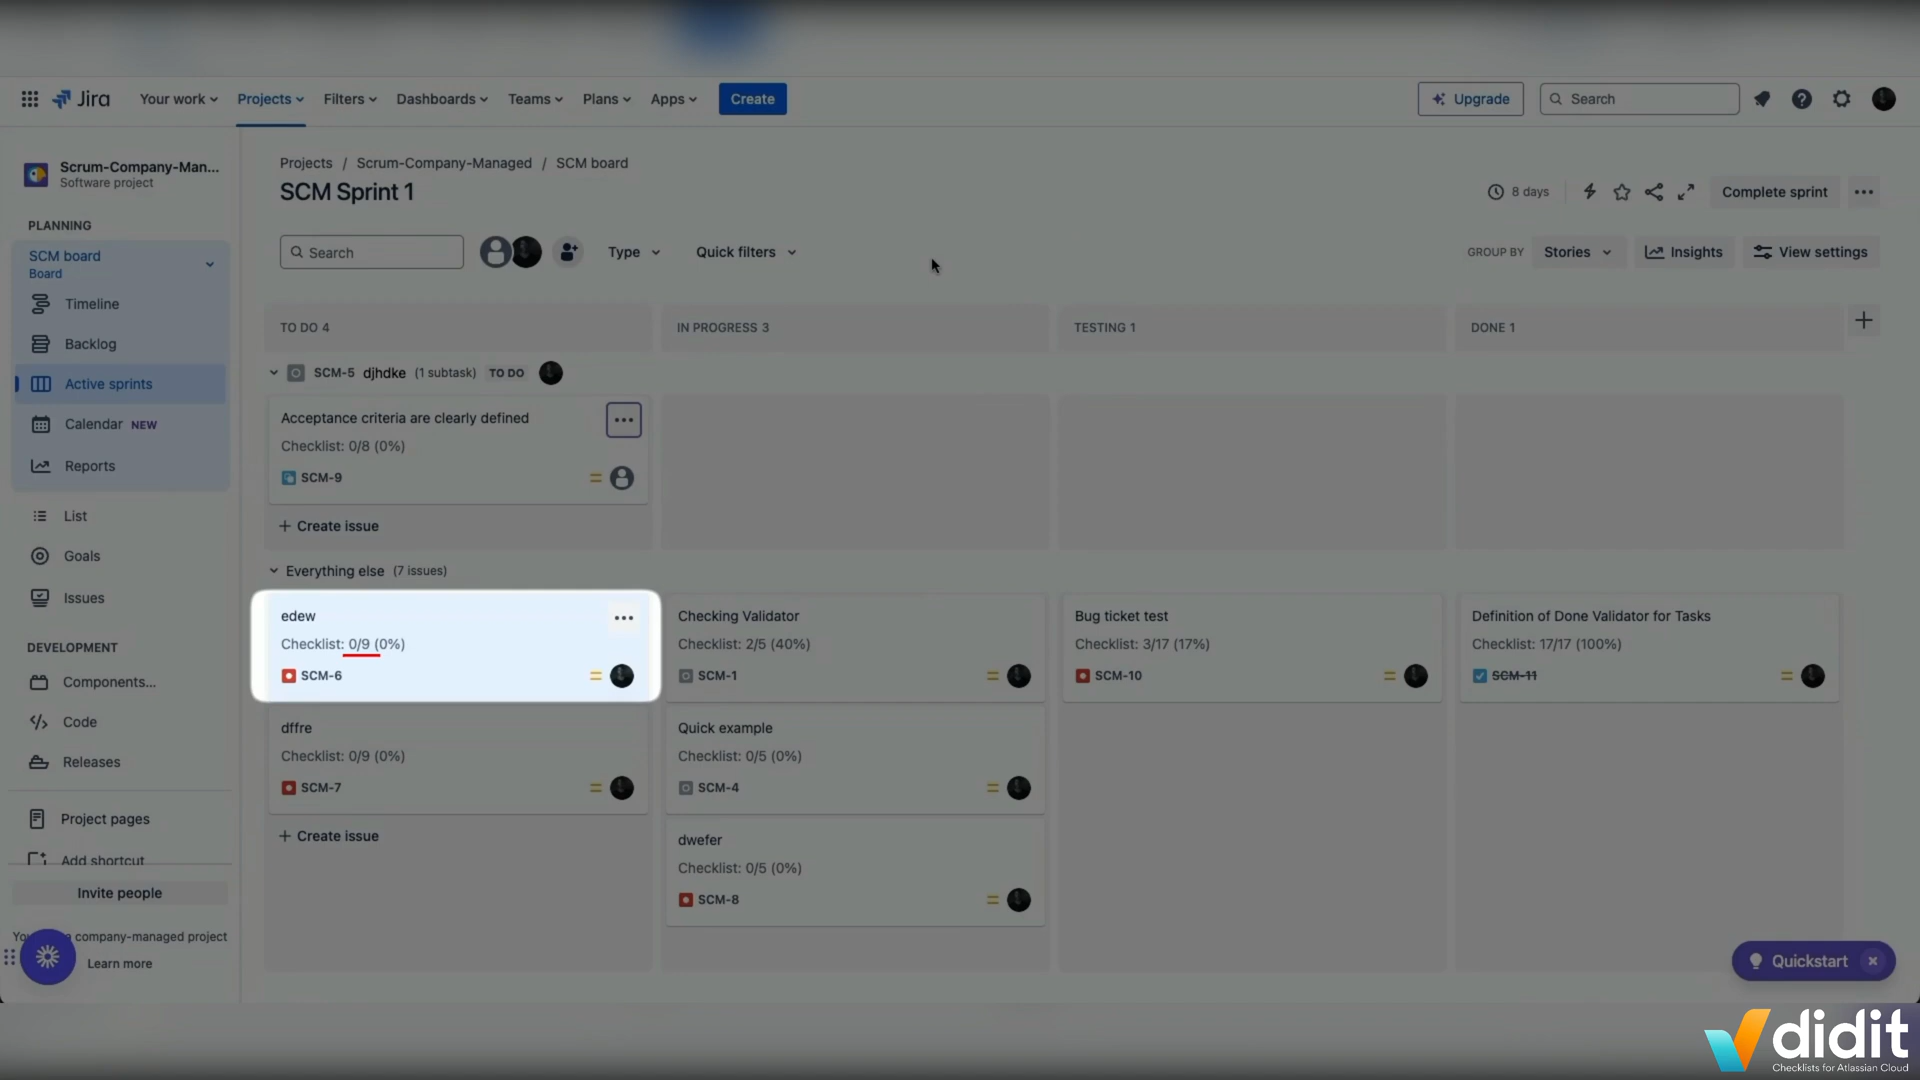 Jira
Your work
Projects
Filters
Dashboards
Teams
Plans
Apps
Create
Upgrade
Search
Scrum-Company-Man...
Software project
PLANNING
SCM board
Board
Timeline
Backlog
Active sprints
Calendar NEW
Reports
List
Goals
Issues
DEVELOPMENT
Components...
Code
Releases
Project pages
Add shortcut
Invite people
company-managed project
Learn more
Projects / Scrum-Company-Managed / SCM board
SCM Sprint 1
8 days
Complete sprint
Search
Type
Quick filters
GROUP BY
Stories
Insights
View settings
TO DO 4
IN PROGRESS 3
TESTING 1
DONE 1
SCM-5 djhdke (1 subtask) TO DO
Acceptance criteria are clearly defined
Checklist: 0/8 (0%)
SCM-9
+ Create issue
Everything else (7 issues)
edew
Checklist: 0/9 (0%)
SCM-6
dffre
Checklist: 0/9 (0%)
SCM-7
+ Create issue
Checking Validator
Checklist: 2/5 (40%)
SCM-1
Quick example
Checklist: 0/5 (0%)
SCM-4
dwefer
Checklist: 0/5 (0%)
SCM-8
Bug ticket test
Checklist: 3/17 (17%)
SCM-10
Definition of Done Validator for Tasks
Checklist: 17/17 (100%)
SCM-11
Quickstart
didit
Checklists for Atlassian Cloud